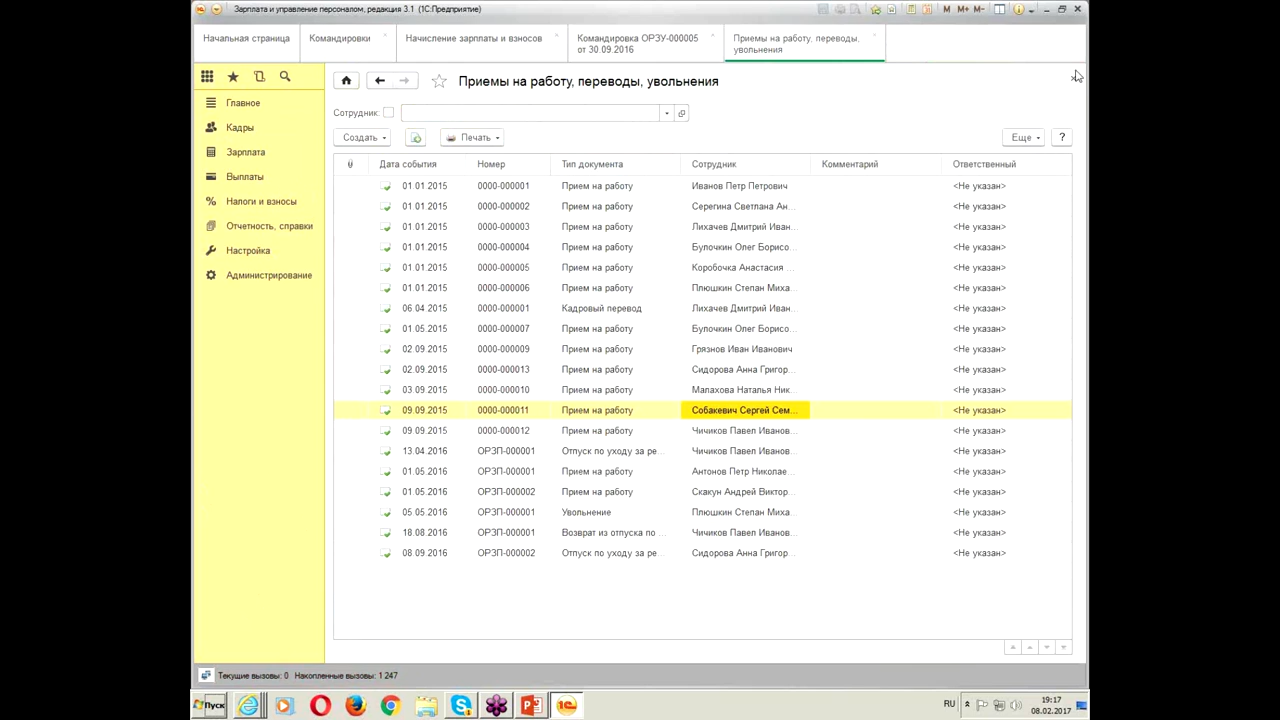 Зарплата и управление персоналом, редакция 3.1 (1С:Предприятие)
M M+ M-
Начальная страница
Командировки
Начисление зарплаты и взносов
Командировка ОРЗУ-000005
от 30.09.2016
Приемы на работу, переводы,
увольнения
Приемы на работу, переводы, увольнения
Главное
Кадры
Зарплата
Выплаты
Налоги и взносы
Отчетность, справки
Настройка
Администрирование
Сотрудник:
Создать
Печать
Еще
?
Дата события Номер Тип документа Сотрудник Комментарий Ответственный
01.01.2015 0000-000001 Прием на работу Иванов Петр Петрович <Не указан>
01.01.2015 0000-000002 Прием на работу Серегина Светлана Ан... <Не указан>
01.01.2015 0000-000003 Прием на работу Лихачев Дмитрий Иван... <Не указан>
01.01.2015 0000-000004 Прием на работу Булочкин Олег Борисо... <Не указан>
01.01.2015 0000-000005 Прием на работу Коробочка Анастасия ... <Не указан>
01.01.2015 0000-000006 Прием на работу Плюшкин Степан Миха... <Не указан>
06.04.2015 0000-000001 Кадровый перевод Лихачев Дмитрий Иван... <Не указан>
01.05.2015 0000-000007 Прием на работу Булочкин Олег Борисо... <Не указан>
02.09.2015 0000-000009 Прием на работу Грязнов Иван Иванович <Не указан>
02.09.2015 0000-000013 Прием на работу Сидорова Анна Григор... <Не указан>
03.09.2015 0000-000010 Прием на работу Малахова Наталья Ник... <Не указан>
09.09.2015 0000-000011 Прием на работу Собакевич Сергей Сем... <Не указан>
09.09.2015 0000-000012 Прием на работу Чичиков Павел Иванов... <Не указан>
13.04.2016 ОРЗП-000001 Отпуск по уходу за ре... Чичиков Павел Иванов... <Не указан>
01.05.2016 ОРЗП-000001 Прием на работу Антонов Петр Николае... <Не указан>
01.05.2016 ОРЗП-000002 Прием на работу Скакун Андрей Виктор... <Не указан>
05.05.2016 ОРЗП-000001 Увольнение Плюшкин Степан Миха... <Не указан>
18.08.2016 ОРЗП-000001 Возврат из отпуска по ... Чичиков Павел Иванов... <Не указан>
08.09.2016 ОРЗП-000002 Отпуск по уходу за ре... Сидорова Анна Григор... <Не указан>
Текущие вызовы: 0 Накопленные вызовы: 1 247
Пуск
RU
19:17
08.02.2017